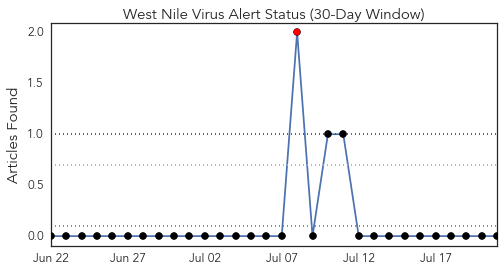 West Nile Virus Alert Status (30-Day Window)
Articles Found
2.0
1.5
1.0
0.5
0.0
Jun 22 Jun 27 Jul 02 Jul 07 Jul 12 Jul 17